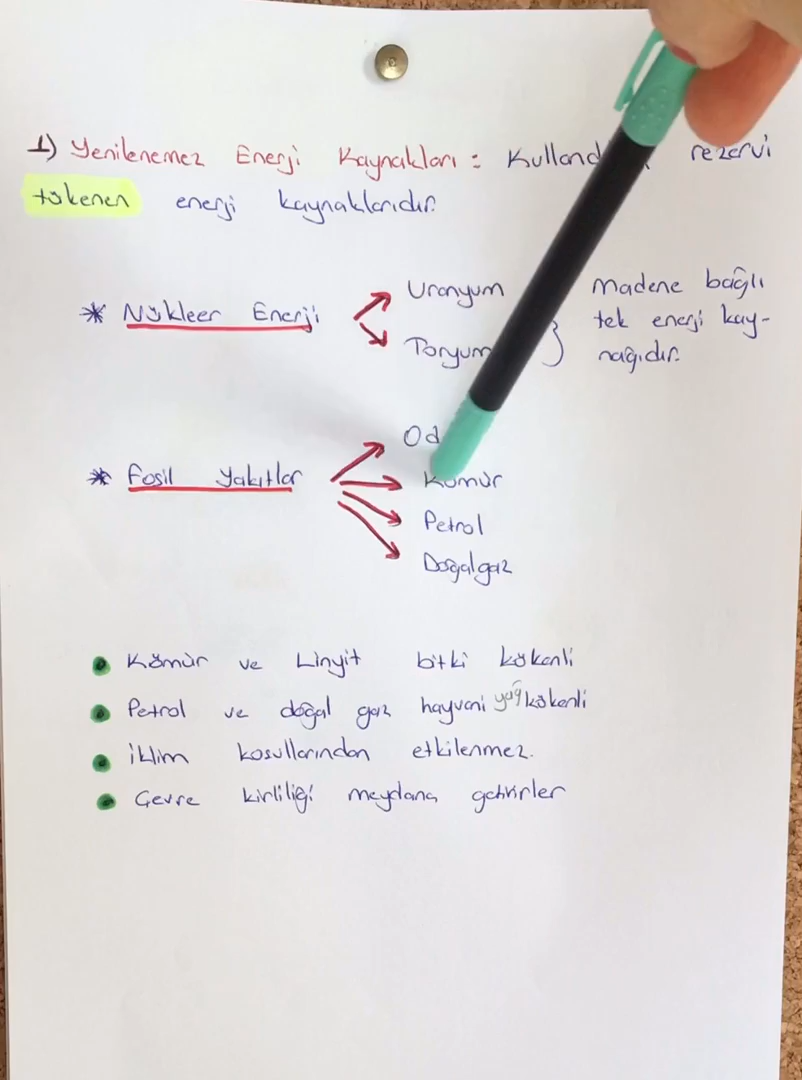 1) Yenilenemez Enerji Kaynakları : rezervi
tükenen enerji kaynaklarıdır.
* Nükleer Enerji
Uranyum
Toryum
madene bağlı
tek enerji kay-
nağıdır.
* Fosil Yakıtlar
Kömür
Petrol
Doğalgaz
Kömür ve Linyit bitki kökenli
Petrol ve doğal gaz hayvani yağ kökenli
İklim kosullarından etkilenmez.
Çevre kirliliği meydana getirirler